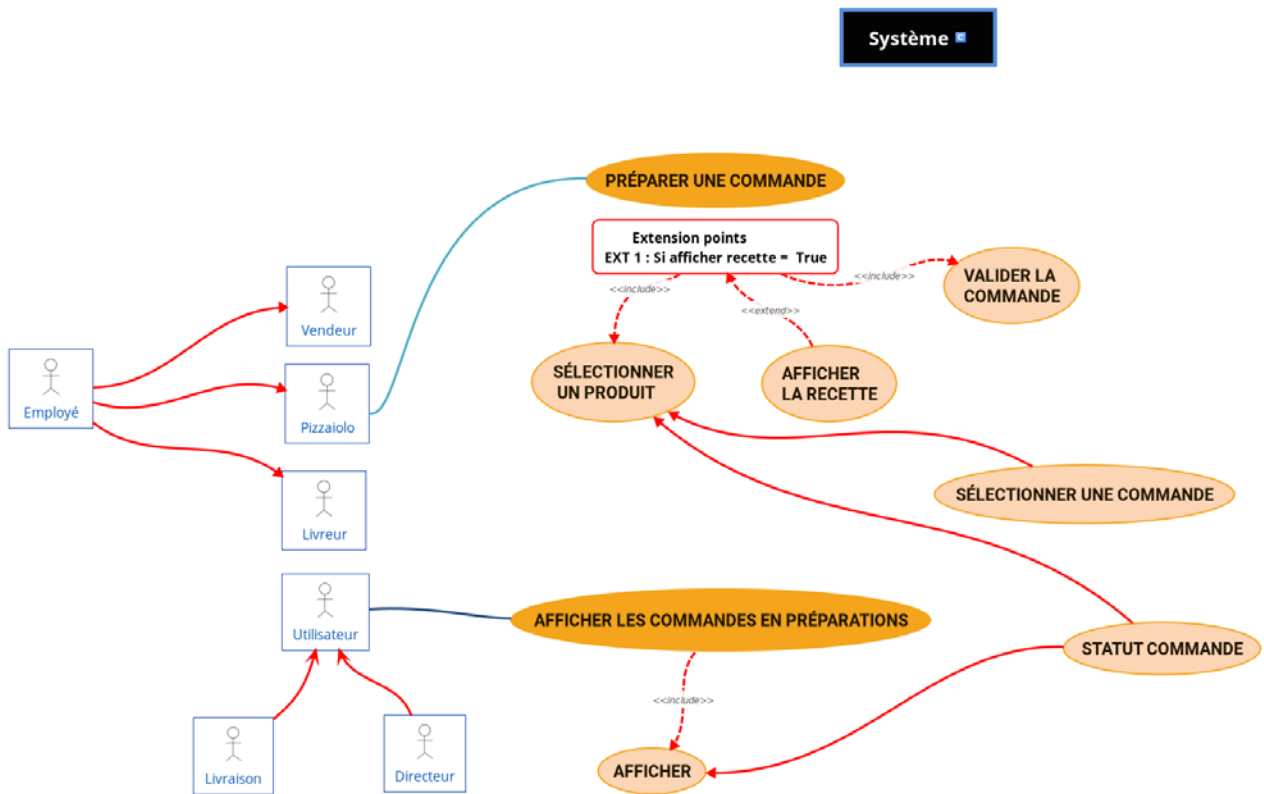 Système
PRÉPARER UNE COMMANDE
Extension points
EXT 1 : Si afficher recette = True
<<include>>
<<include>>
<<extend>>
VALIDER LA
COMMANDE
Vendeur
SÉLECTIONNER
UN PRODUIT
AFFICHER
LA RECETTE
Employé
Pizzaiolo
SÉLECTIONNER UNE COMMANDE
Livreur
Utilisateur
AFFICHER LES COMMANDES EN PRÉPARATIONS
STATUT COMMANDE
<<include>>
Livraison
Directeur
AFFICHER